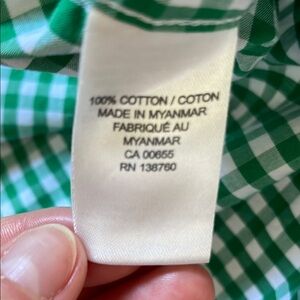 100% COTTON / COTON
MADE IN MYANMAR
FABRIQUÉ AU
MYANMAR
CA 00655
RN 138760